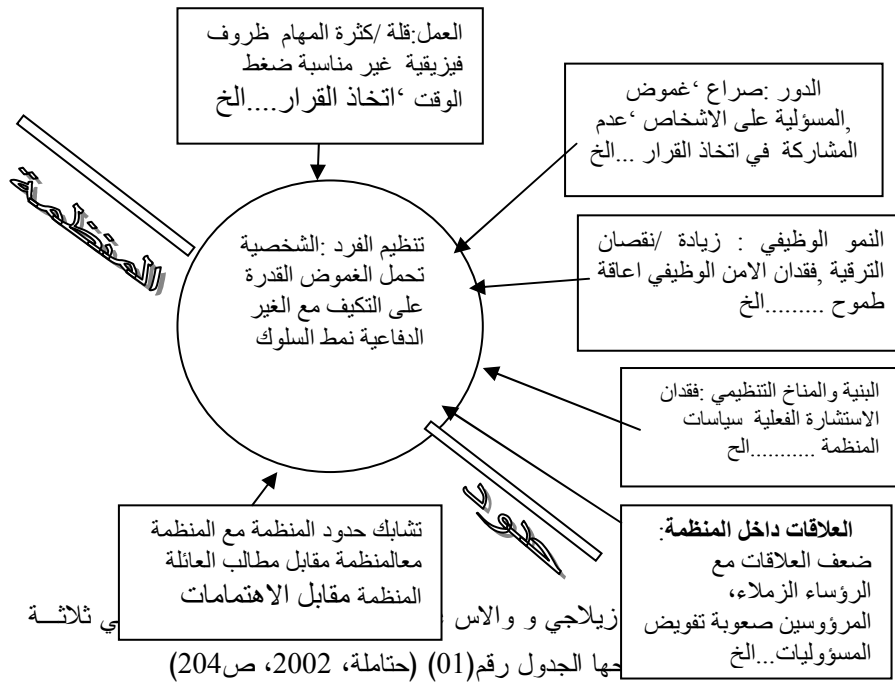 العمل:قلة /كثرة المهام ظروف
فيزيقية غير مناسبة ضغط
الوقت ،اتخاذ القرار....الخ
الدور :صراع ،غموض
,المسؤلية على الاشخاص ،عدم
المشاركة في اتخاذ القرار ...الخ
المنظمة
تنظيم الفرد :الشخصية
تحمل الغموض القدرة
على التكيف مع الغير
الدفاعية نمط السلوك
النمو الوظيفي : زيادة /نقصان
الترقية ,فقدان الامن الوظيفي اعاقة
طموح .........الخ
البنية والمناخ التنظيمي :فقدان
الاستشارة الفعلية سياسات
المنظمة ...........الح
حدود
العلاقات داخل المنظمة:
ضعف العلاقات مع
الرؤساء الزملاء،
المرؤوسين صعوبة تفويض
المسؤوليات...الخ
تشابك حدود المنظمة مع المنظمة
معالمنظمة مقابل مطالب العائلة
المنظمة مقابل الاهتمامات
زيلاجي و والاس ثلاثة
الجدول رقم(01) (حتاملة، 2002، ص204)